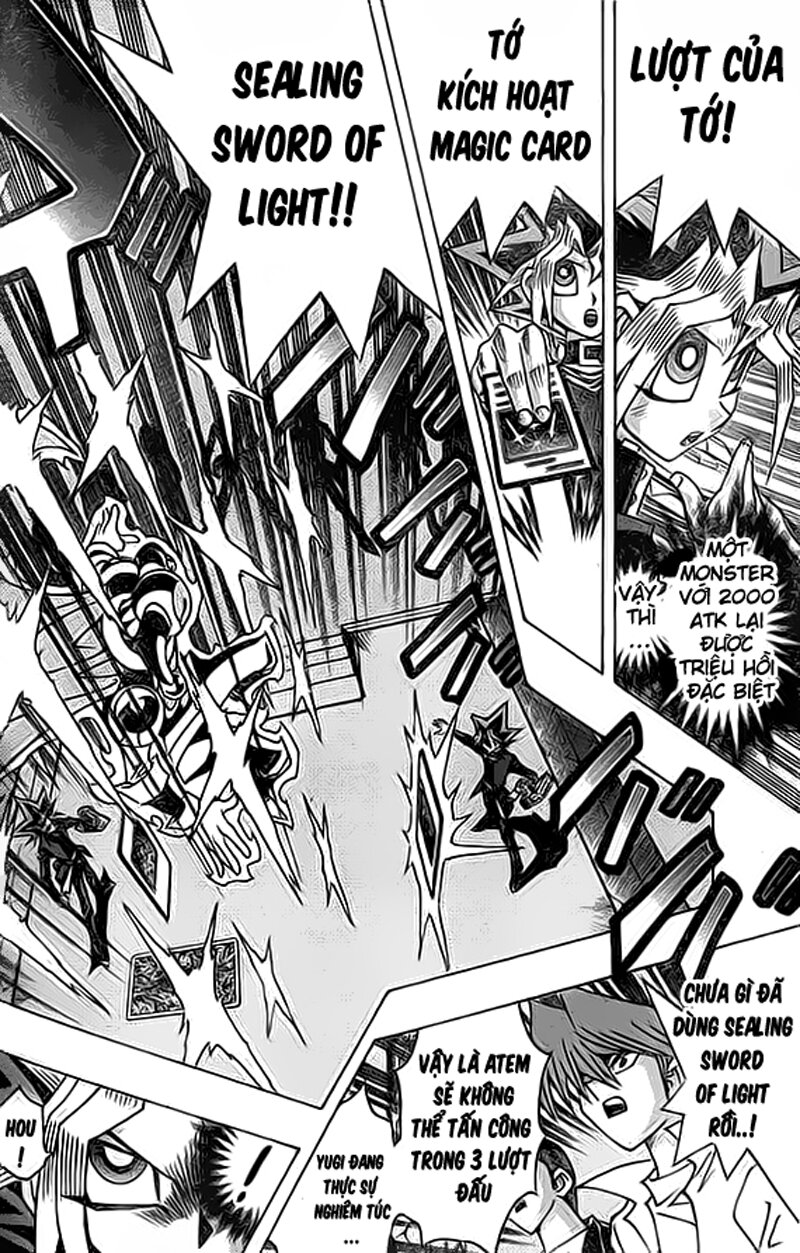 LƯỢT CỦA
TỚ!
MỘT
MONSTER
VỚI 2000
ATK LẠI
ĐƯỢC
TRIỆU HỒI
ĐẶC BIỆT
VẬY THÌ
...
TỚ
KÍCH HOẠT
MAGIC CARD
SEALING
SWORD OF
LIGHT!!
CHƯA GÌ ĐÃ
DÙNG SEALING
SWORD
OF LIGHT
RỒI..!
VẬY LÀ ATEM
SẼ KHÔNG
THỂ TẤN CÔNG
TRONG 3 LƯỢT
ĐẤU
YUGI ĐANG
THỰC SỰ
NGHIÊM TÚC
...
!
HOU
!